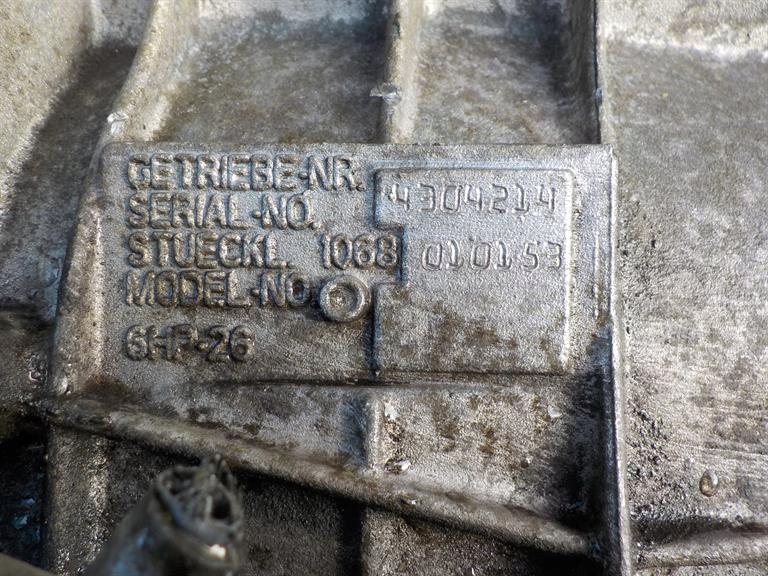 GETRIEBE-NR. 4304214
SERIAL-NO.
STUECKL. 1068 010153
MODEL-NO.
6HP-26